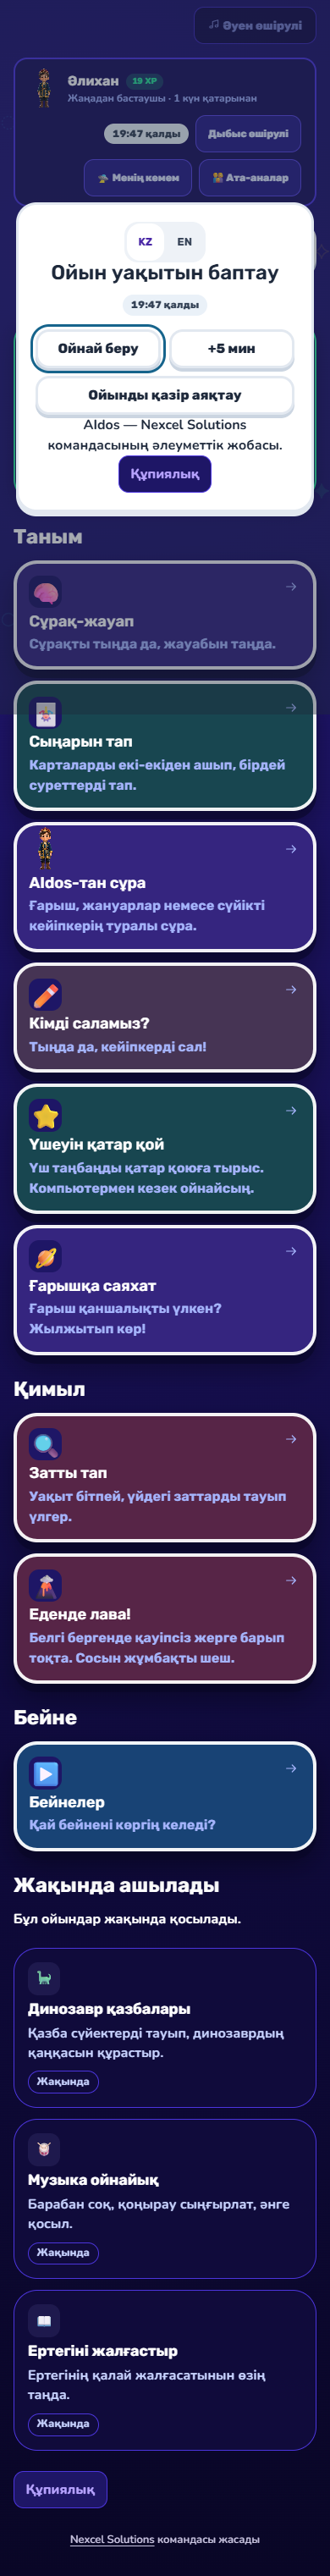 Әуен өшірулі
Әлихан 19 XP
Жаңадан бастаушы · 1 күн қатарынан
19:47 қалды Дыбыс өшірулі
Менің көмем Ата-аналар
KZ EN
Ойын уақытын баптау
19:47 қалды
Ойнай беру +5 мин
Ойынды қазір аяқтау
AIdos — Nexcel Solutions
командасының әлеуметтік жобасы.
Құпиялық
Таным
Сұрақ-жауап
Сұрақты тыңда да, жауабын таңда.
Сыңарын тап
Карталарды екі-екіден ашып, бірдей
суреттерді тап.
AIdos-тан сұра
Ғарыш, жануарлар немесе сүйікті
кейіпкерің туралы сұра.
Кімді саламыз?
Тыңда да, кейіпкерді сал!
Үшеуін қатар қой
Үш таңбаңды қатар қоюға тырыс.
Компьютермен кезек ойнайсың.
Ғарышқа саяхат
Ғарыш қаншалықты үлкен?
Жылжытып көр!
Қимыл
Затты тап
Уақыт бітпей, үйдегі заттарды тауып
үлгер.
Еденде лава!
Белгі бергенде қауіпсіз жерге барып
тоқта. Сосын жұмбақты шеш.
Бейне
Бейнелер
Қай бейнені көргің келеді?
Жақында ашылады
Бұл ойындар жақында қосылады.
Динозавр қазбалары
Қазба сүйектерді тауып, динозаврдың
қаңқасын құрастыр.
Жақында
Музыка ойнайық
Барабан соқ, қоңырау сыңғырлат, әнге
қосыл.
Жақында
Ертегіні жалғастыр
Ертегінің қалай жалғасатынын өзің
таңда.
Жақында
Құпиялық
Nexcel Solutions командасы жасады